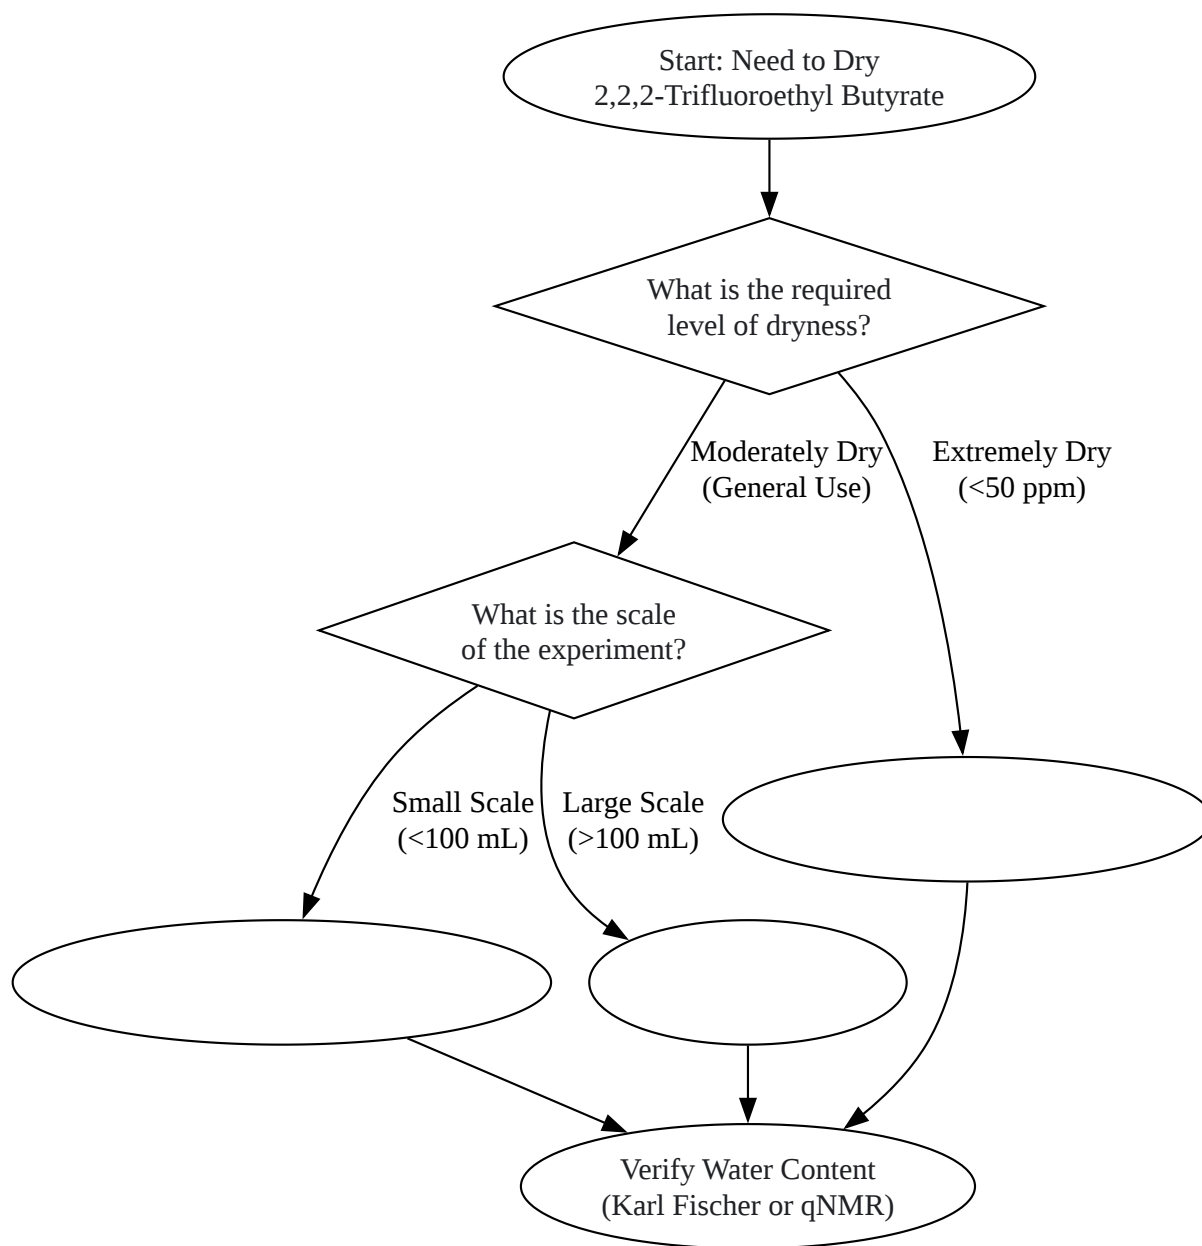 Start: Need to Dry
2,2,2-Trifluoroethyl Butyrate
What is the required
level of dryness?
Moderately Dry
(General Use)
Extremely Dry
(<50 ppm)
What is the scale
of the experiment?
Small Scale
(<100 mL)
Large Scale
(>100 mL)
Verify Water Content
(Karl Fischer or qNMR)